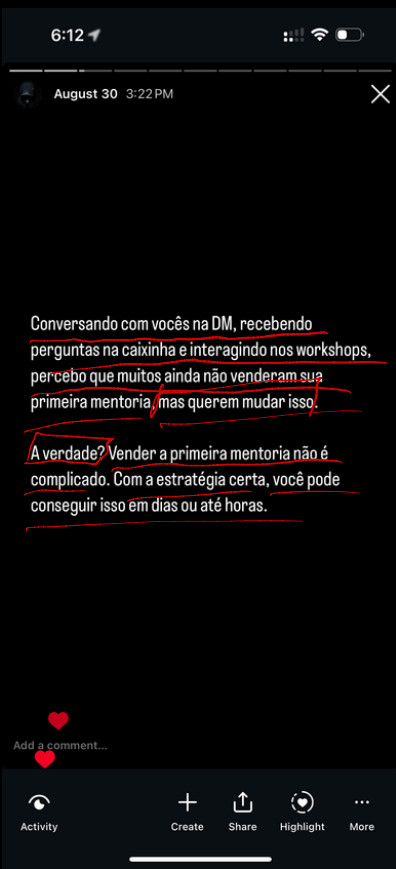 6:12
August 30 3:22 PM
Conversando com vocês na DM, recebendo
perguntas na caixinha e interagindo nos workshops,
percebo que muitos ainda não venderam sua
primeira mentoria, mas querem mudar isso.
A verdade? Vender a primeira mentoria não é
complicado. Com a estratégia certa, você pode
conseguir isso em dias ou até horas.
Add a comment...
Activity Create Share Highlight More